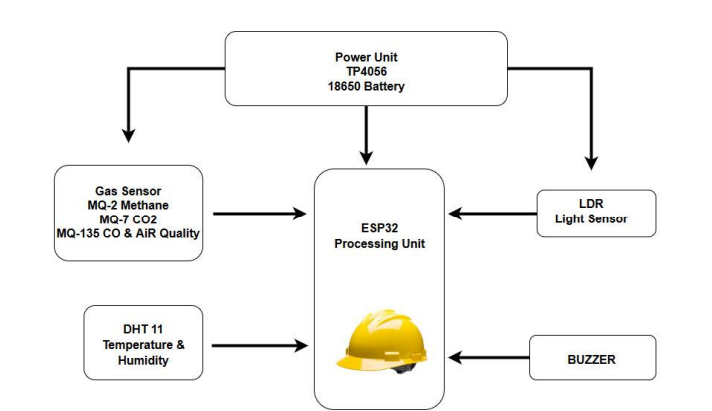 Power Unit
TP4056
18650 Battery
Gas Sensor
MQ-2 Methane
MQ-7 CO2
MQ-135 CO & AiR Quality
LDR
Light Sensor
ESP32
Processing Unit
DHT 11
Temperature &
Humidity
BUZZER